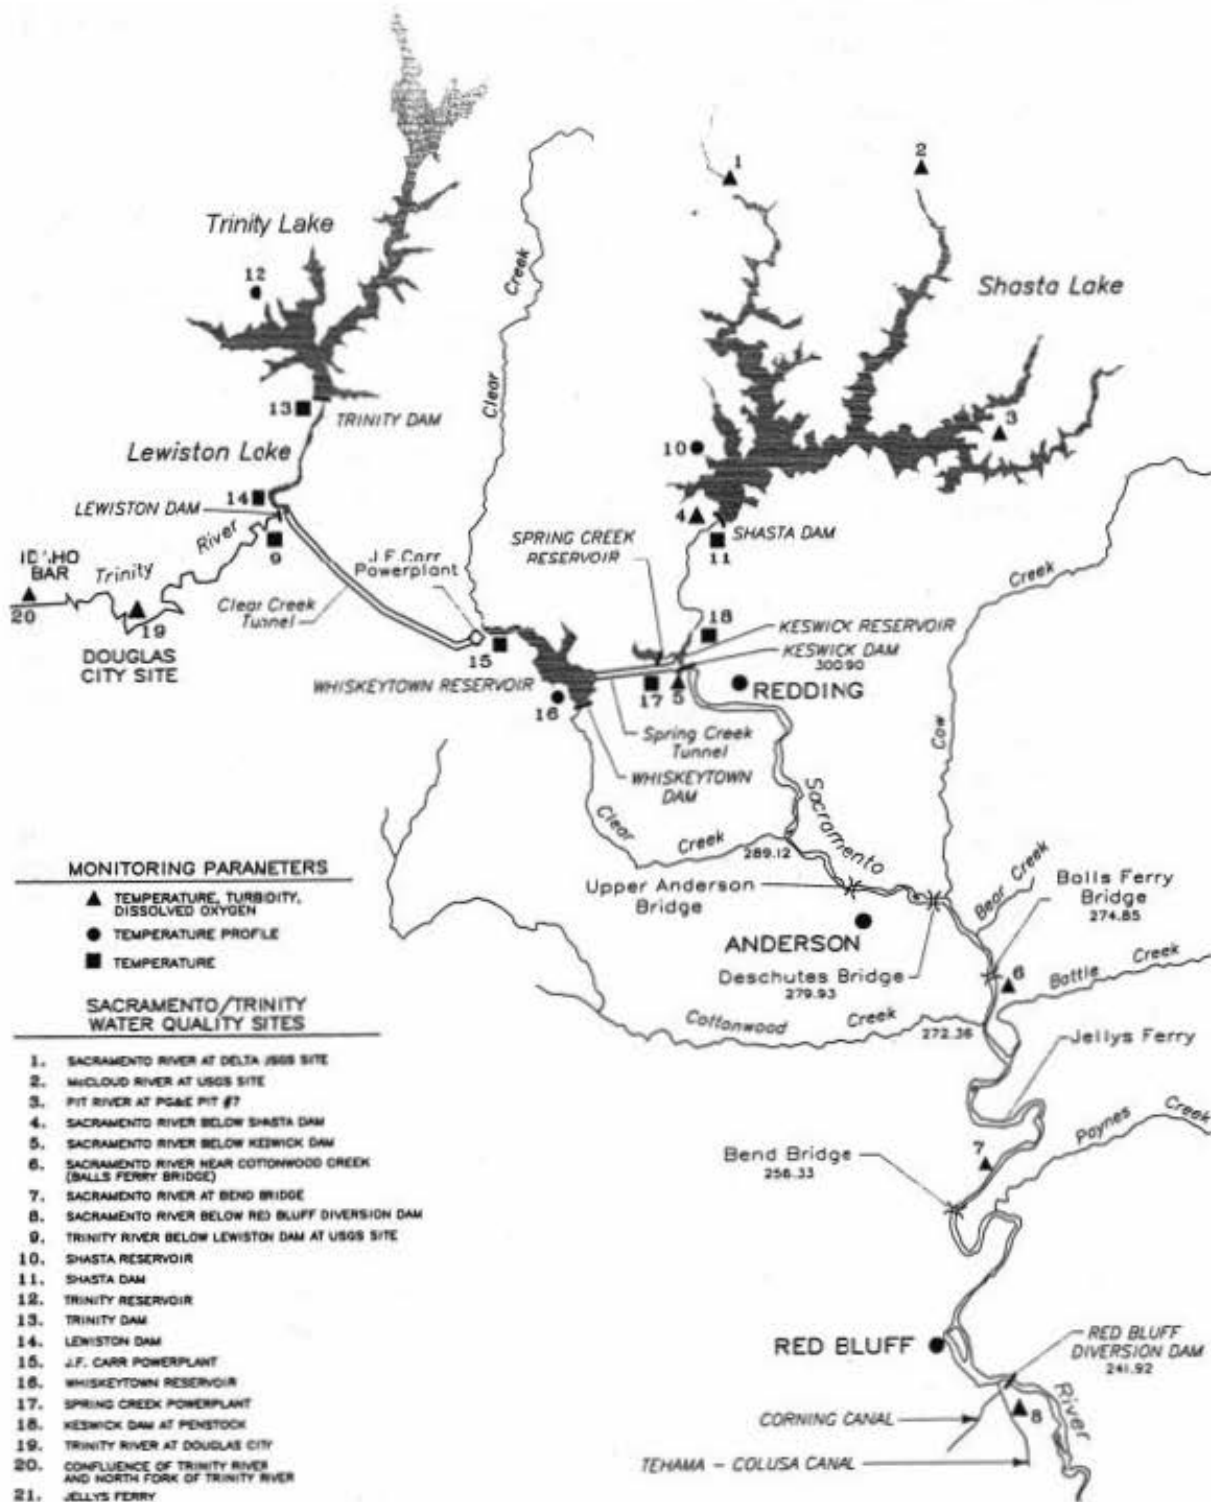 1
2
Trinity Lake
12
Creek
Shasta Lake
Clear
13
TRINITY DAM
3
10
Lewiston Loke
14
LEWISTON DAM
4
SHASTA DAM
SPRING CREEK
RESERVOIR
11
River
9
J.F. Carr
Powerplant
Creek
BAR
Trinity
20
19
Clear Creek
Tunnel
18
KESWICK RESERVOIR
KESWICK DAM
300.90
DOUGLAS
CITY SITE
15
WHISKEYTOWN RESERVOIR
16
17
5
REDDING
Spring Creek
Tunnel
Cow
WHISKEYTOWN
DAM
Sacramento
Clear
Creek
289.12
Upper Anderson
Bridge
Bear Creek
Balls Ferry
Bridge
274.85
ANDERSON
Deschutes Bridge
279.93
6
Battle
Creek
Cottonwood
Creek
272.36
Jellys Ferry
Paynes
Creek
7
Bend Bridge
256.33
RED BLUFF
RED BLUFF
DIVERSION DAM
241.92
CORNING CANAL
8
River
TEHAMA - COLUSA CANAL
MONITORING PARAMETERS
TEMPERATURE, TURBIDITY,
DISSOLVED OXYGEN
TEMPERATURE PROFILE
TEMPERATURE
SACRAMENTO/TRINITY
WATER QUALITY SITES
1. SACRAMENTO RIVER AT DELTA USGS SITE
2. McCLOUD RIVER AT USGS SITE
3. PIT RIVER AT PG&E PIT #7
4. SACRAMENTO RIVER BELOW SHASTA DAM
5. SACRAMENTO RIVER BELOW KESWICK DAM
6. SACRAMENTO RIVER NEAR COTTONWOOD CREEK
(BALLS FERRY BRIDGE)
7. SACRAMENTO RIVER AT BEND BRIDGE
8. SACRAMENTO RIVER BELOW RED BLUFF DIVERSION DAM
9. TRINITY RIVER BELOW LEWISTON DAM AT USGS SITE
10. SHASTA RESERVOIR
11. SHASTA DAM
12. TRINITY RESERVOIR
13. TRINITY DAM
14. LEWISTON DAM
15. J.F. CARR POWERPLANT
16. WHISKEYTOWN RESERVOIR
17. SPRING CREEK POWERPLANT
18. KESWICK DAM AT PENSTOCK
19. TRINITY RIVER AT DOUGLAS CITY
20. CONFLUENCE OF TRINITY RIVER
AND NORTH FORK OF TRINITY RIVER
21. JELLYS FERRY